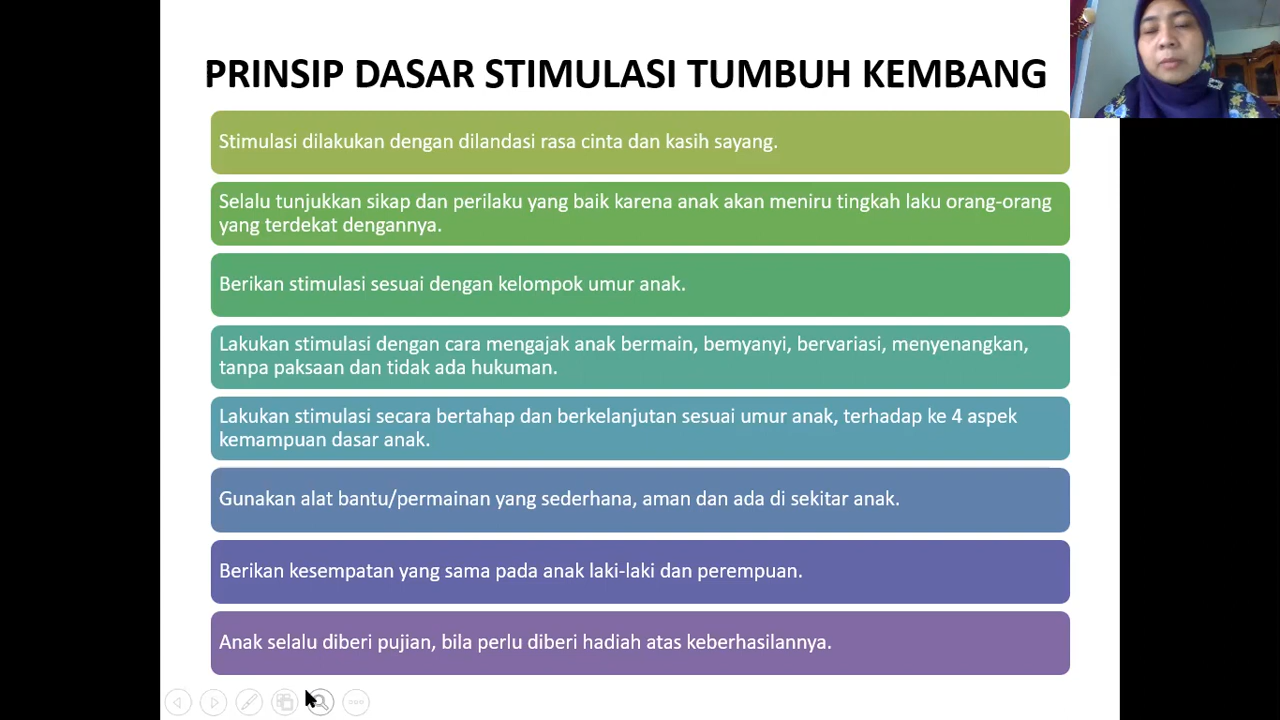 PRINSIP DASAR STIMULASI TUMBUH KEMBANG
Stimulasi dilakukan dengan dilandasi rasa cinta dan kasih sayang.
Selalu tunjukkan sikap dan perilaku yang baik karena anak akan meniru tingkah laku orang-orang
yang terdekat dengannya.
Berikan stimulasi sesuai dengan kelompok umur anak.
Lakukan stimulasi dengan cara mengajak anak bermain, bemyanyi, bervariasi, menyenangkan,
tanpa paksaan dan tidak ada hukuman.
Lakukan stimulasi secara bertahap dan berkelanjutan sesuai umur anak, terhadap ke 4 aspek
kemampuan dasar anak.
Gunakan alat bantu/permainan yang sederhana, aman dan ada di sekitar anak.
Berikan kesempatan yang sama pada anak laki-laki dan perempuan.
Anak selalu diberi pujian, bila perlu diberi hadiah atas keberhasilannya.